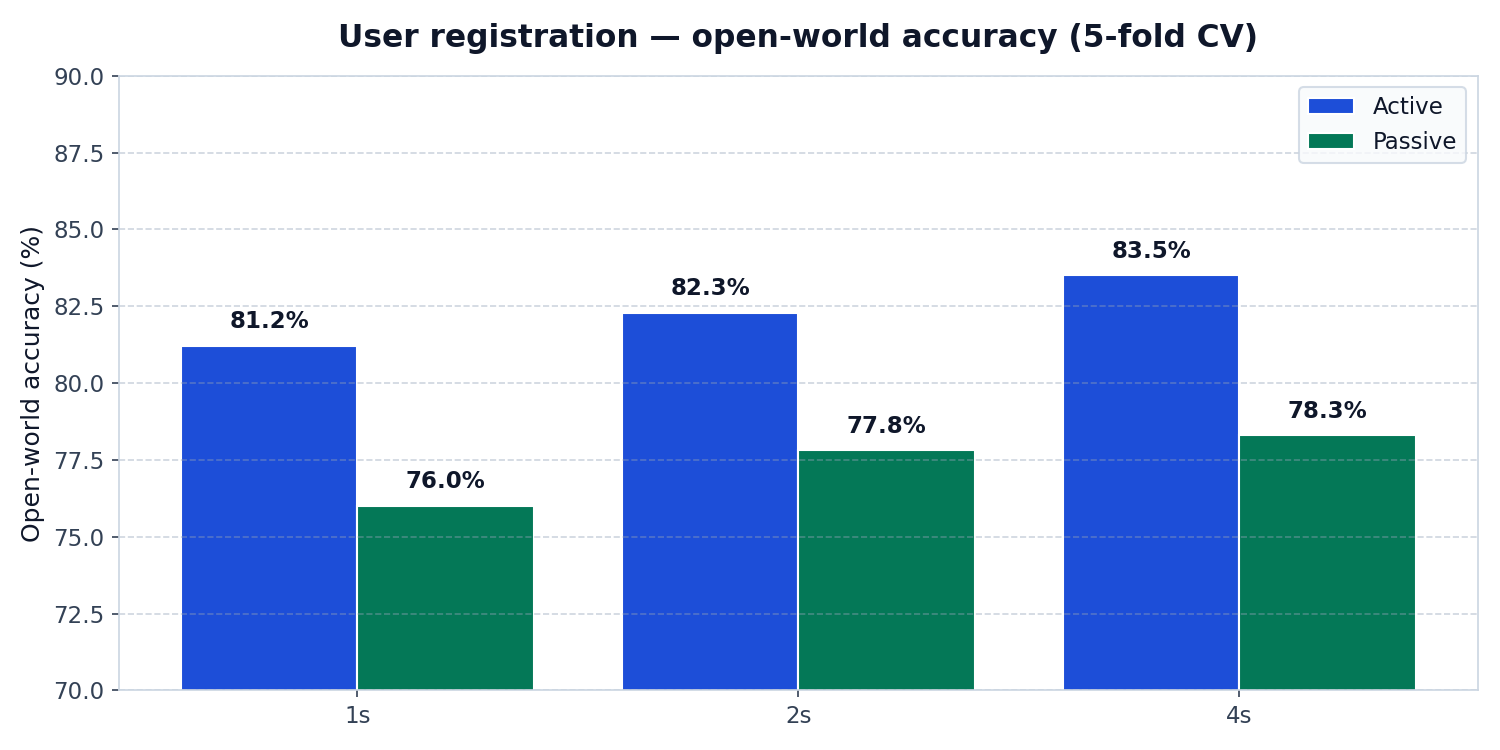 User registration — open-world accuracy (5-fold CV)
Open-world accuracy (%)
90.0
87.5
85.0
82.5
80.0
77.5
75.0
72.5
70.0
Active
Passive
81.2%
76.0%
82.3%
77.8%
83.5%
78.3%
1s
2s
4s